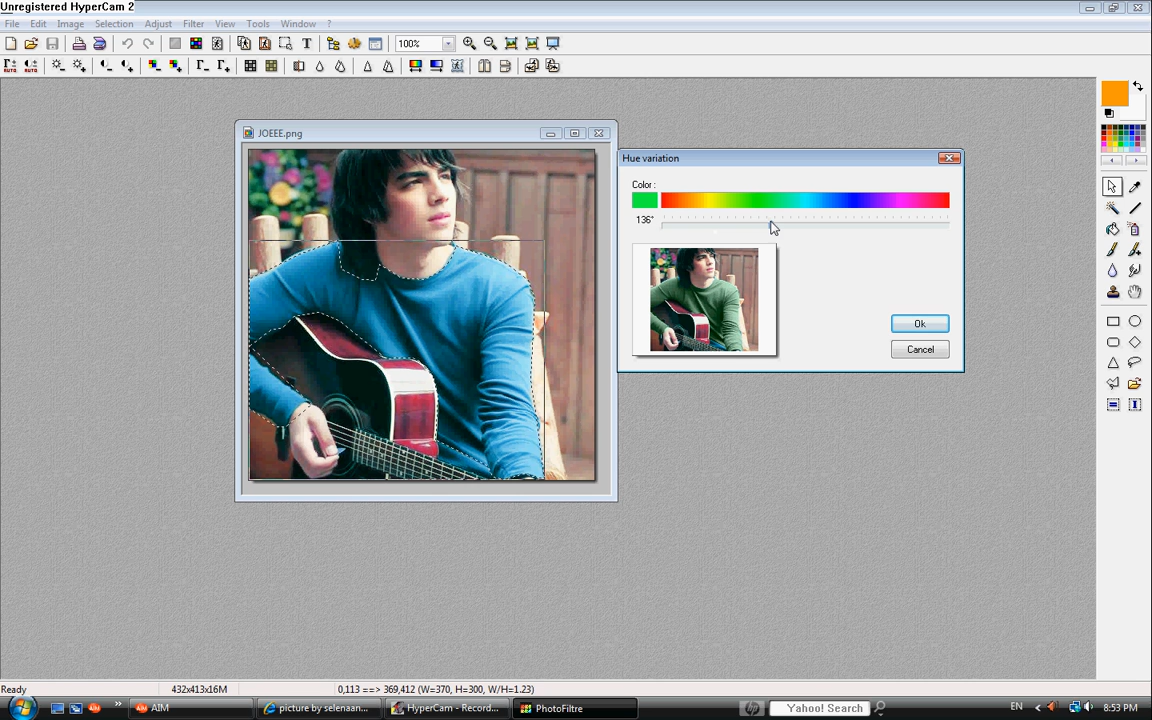 Unregistered HyperCam 2
File Edit Image Selection Adjust Filter View Tools Window ?
T 100%
AUTO AUTO
JOEEE.png
Hue variation
Color :
136°
Ok
Cancel
Ready 432x413x16M 0,113 ==> 369,412 (W=370, H=300, W/H=1.23)
AIM picture by selenaan... HyperCam - Record... PhotoFiltre Yahoo! Search EN 8:53 PM